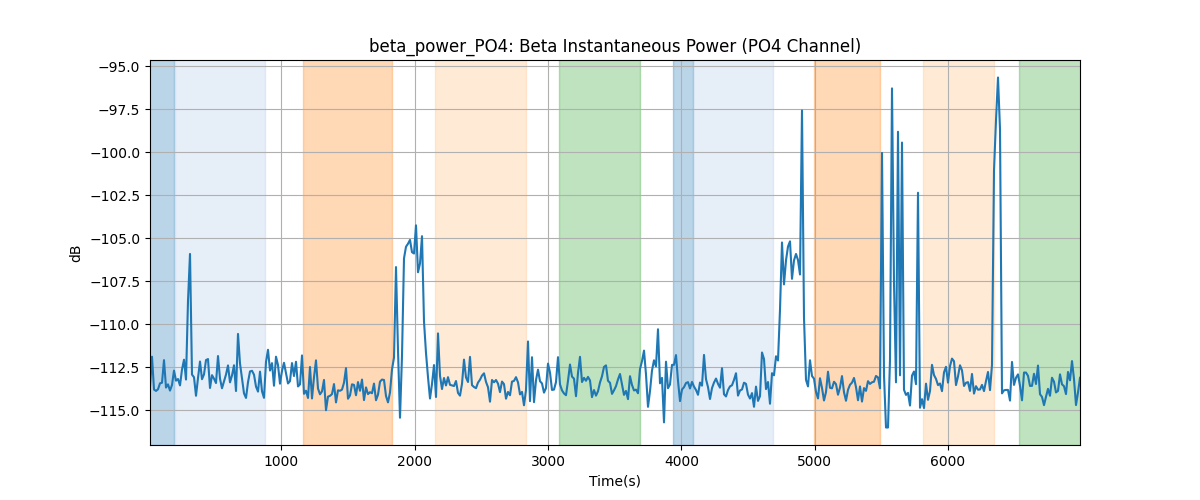 beta_power_PO4: Beta Instantaneous Power (PO4 Channel)
−95.0
−97.5
−100.0
−102.5
−105.0
−107.5
−110.0
−112.5
−115.0
dB
1000 2000 3000 4000 5000 6000
Time(s)